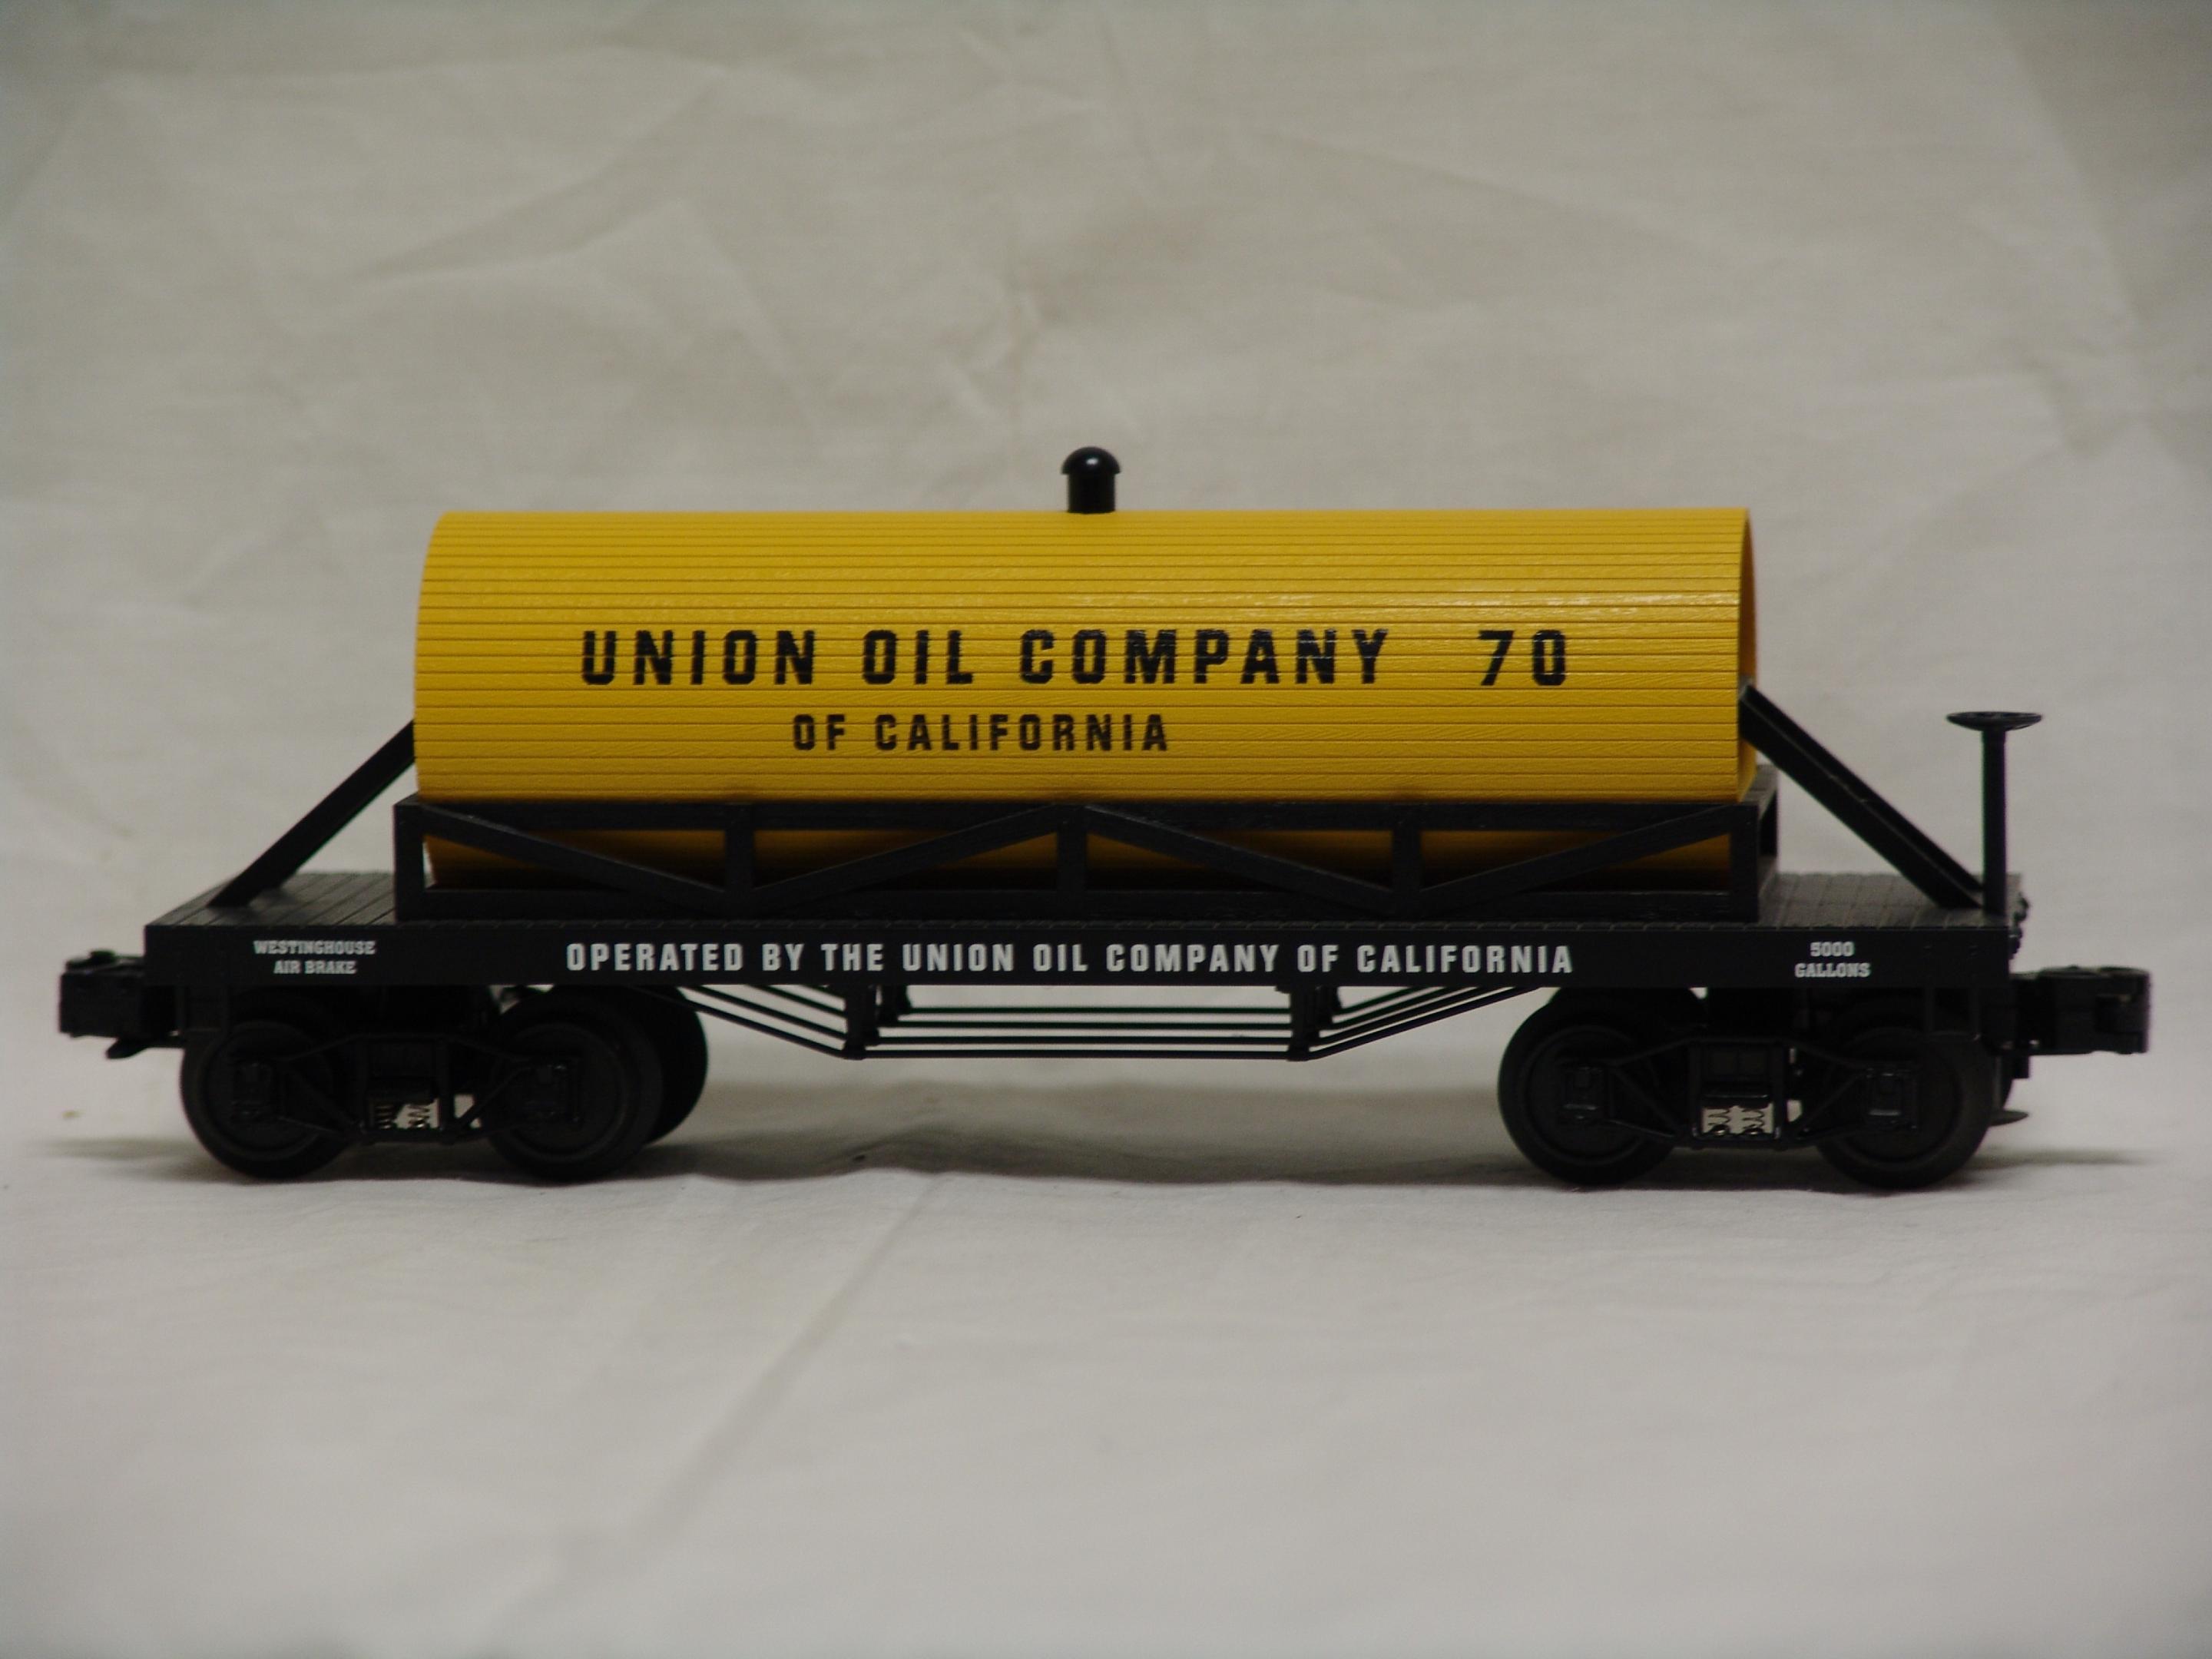 UNION OIL COMPANY 70
OF CALIFORNIA
WESTINGHOUSE
AIR BRAKE
OPERATED BY THE UNION OIL COMPANY OF CALIFORNIA
5000
GALLONS